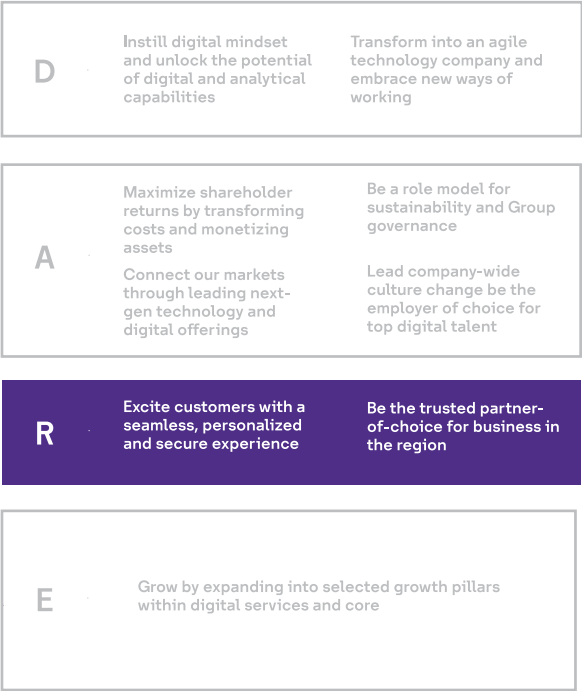 D
Instill digital mindset
and unlock the potential
of digital and analytical
capabilities
Transform into an agile
technology company and
embrace new ways of
working
A
Maximize shareholder
returns by transforming
costs and monetizing
assets
Be a role model for
sustainability and Group
governance
Connect our markets
through leading next-
gen technology and
digital offerings
Lead company-wide
culture change be the
employer of choice for
top digital talent
R
Excite customers with a
seamless, personalized
and secure experience
Be the trusted partner-
of-choice for business in
the region
E
Grow by expanding into selected growth pillars
within digital services and core